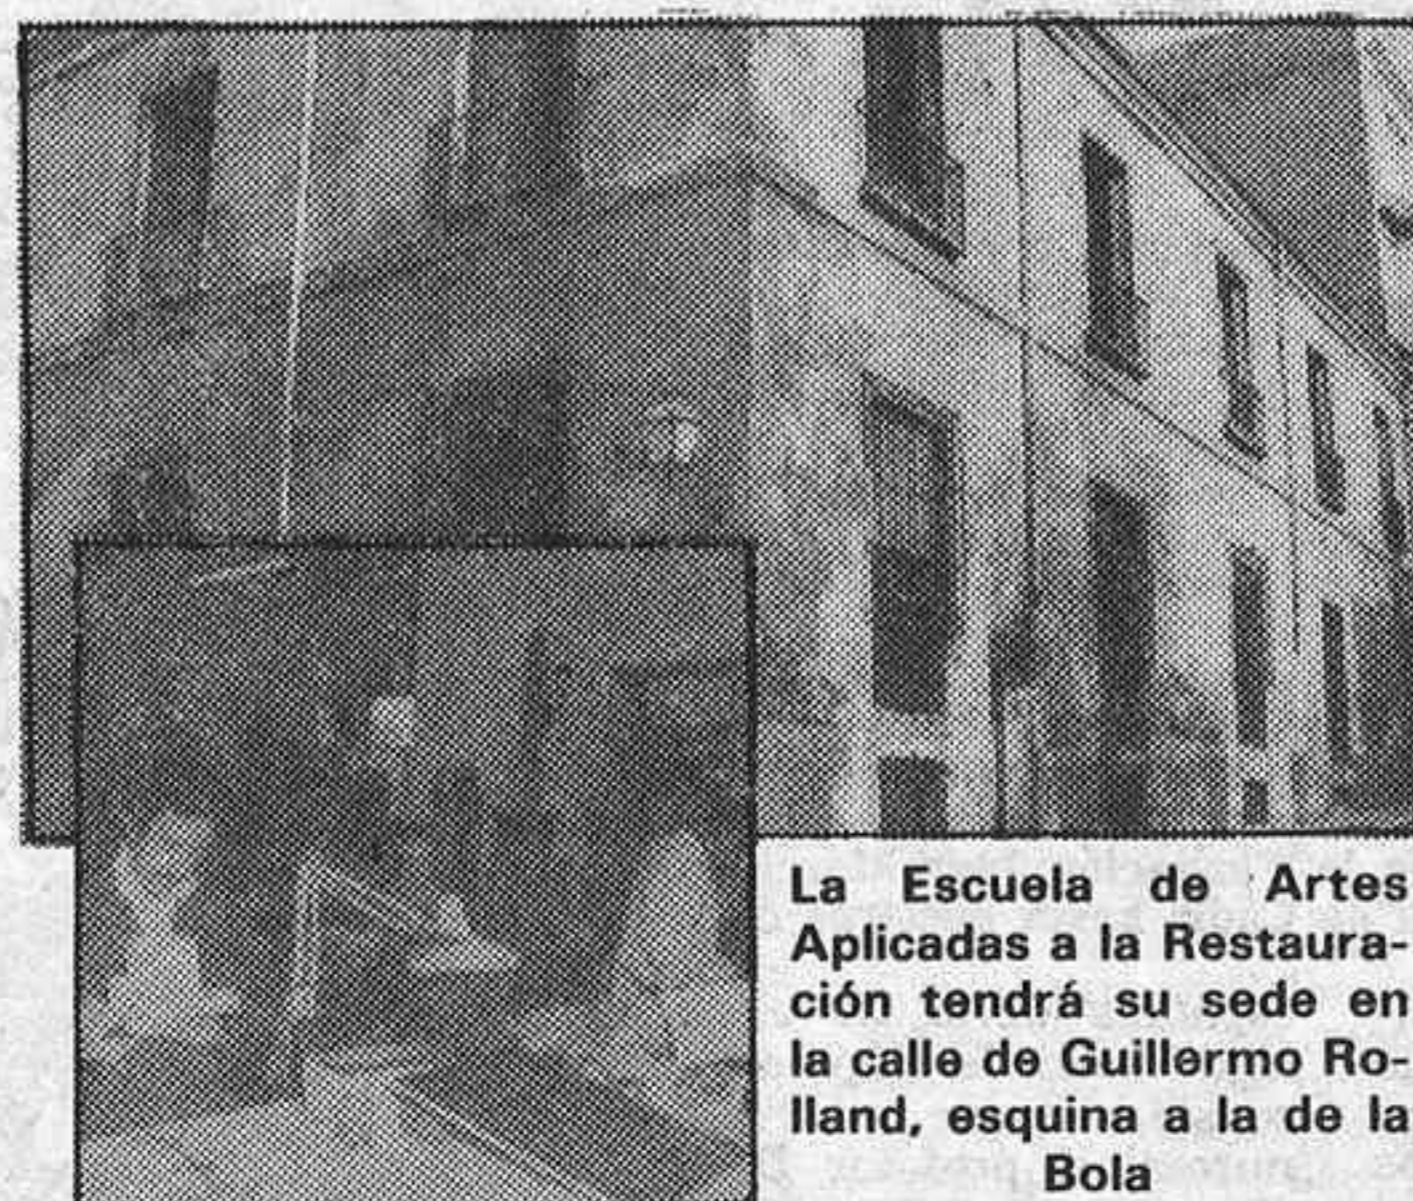 La Escuela de Artes
Aplicadas a la Restaura-
ción tendrá su sede en
la calle de Guillermo Ro-
lland, esquina a la de la
Bola